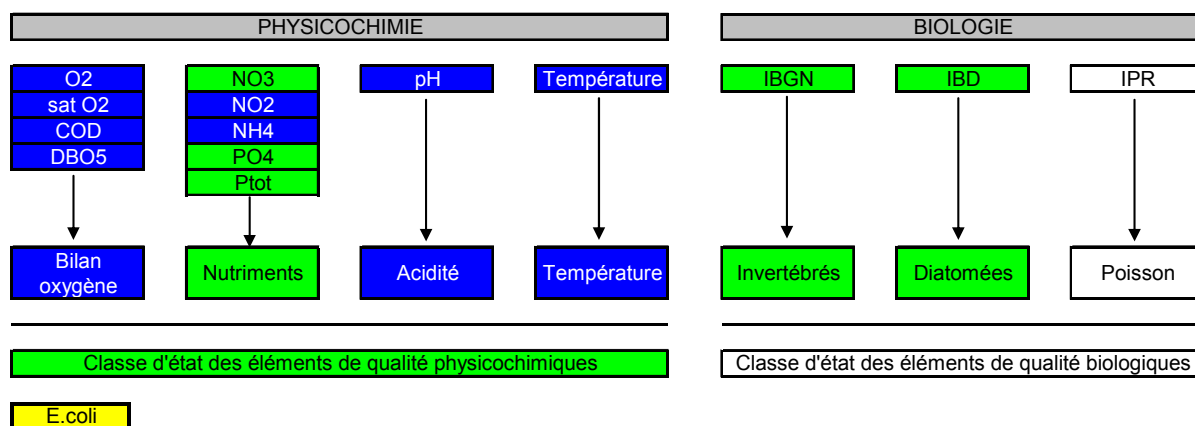 PHYSICOCHIMIE
BIOLOGIE
O2
NO3
pH
Température
IBGN
IBD
IPR
sat O2
NO2
COD
NH4
DBO5
PO4
Ptot
Bilan
oxygène
Nutriments
Acidité
Température
Invertébrés
Diatomées
Poisson
Classe d'état des éléments de qualité physicochimiques
Classe d'état des éléments de qualité biologiques
E.coli